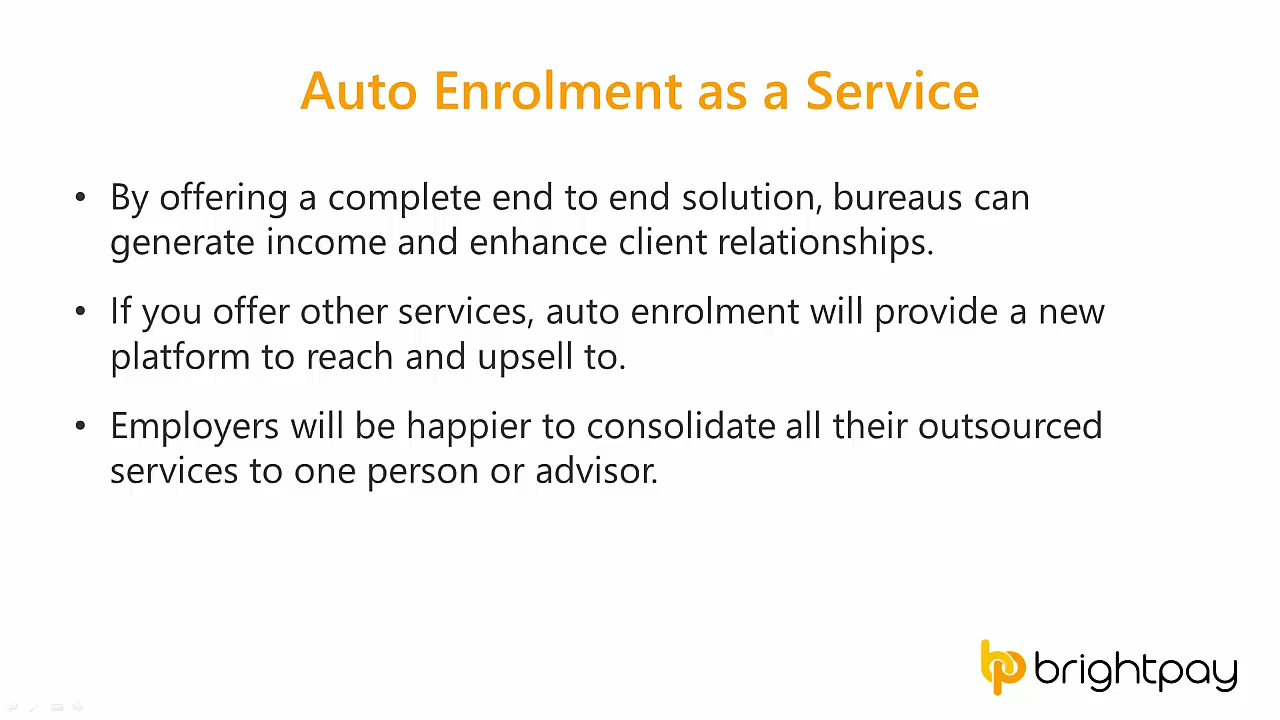 Auto Enrolment as a Service
• By offering a complete end to end solution, bureaus can
generate income and enhance client relationships.
• If you offer other services, auto enrolment will provide a new
platform to reach and upsell to.
• Employers will be happier to consolidate all their outsourced
services to one person or advisor.
bp brightpay